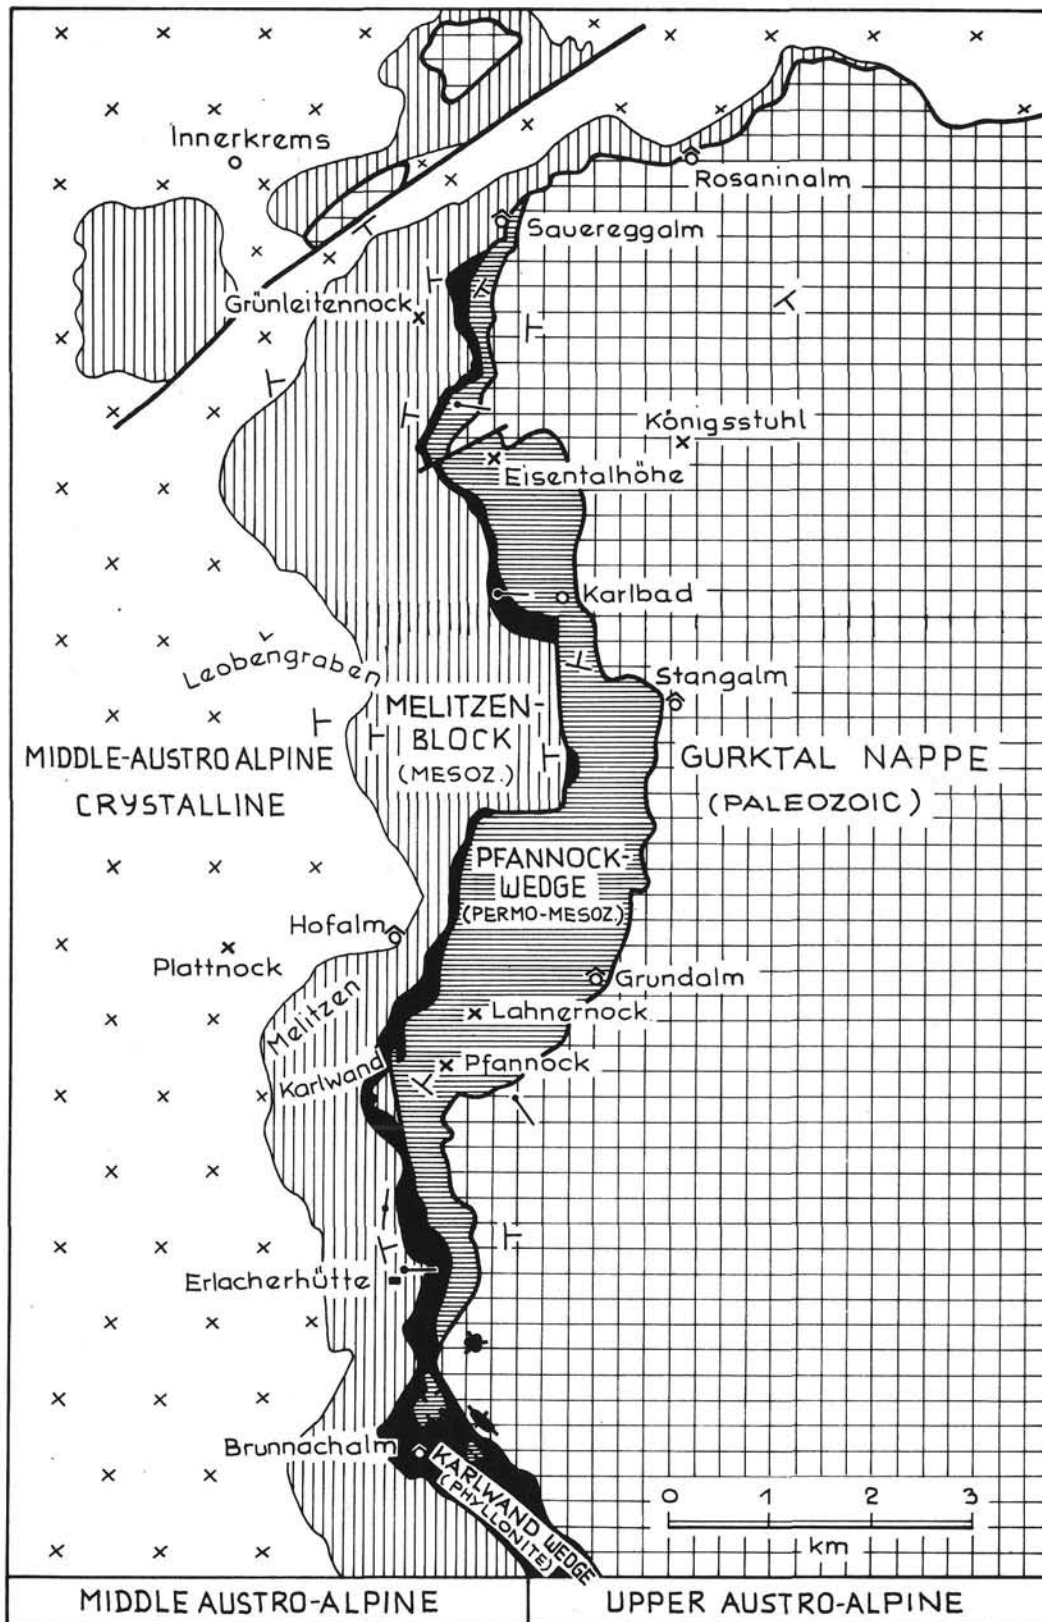 Innerkrems
Rosaninalm
Sauereggalm
Grünleitennock
Königsstuhl
Eisentalhöhe
Karlbad
Leobengraben
Stangalm
MELITZEN-
BLOCK
(MESOZ.)
MIDDLE-AUSTROALPINE
CRYSTALLINE
GURKTAL NAPPE
(PALEOZOIC)
PFANNOCK-
WEDGE
(PERMO-MESOZ.)
Hofalm
Plattnock
Melitzen
Grundalm
Lahnernock
Karlwand
Pfannock
Erlacherhütte
Brunnachalm
KARLWAND WEDGE
(PHYLLONITE)
0 1 2 3
km
MIDDLE AUSTRO-ALPINE
UPPER AUSTRO-ALPINE